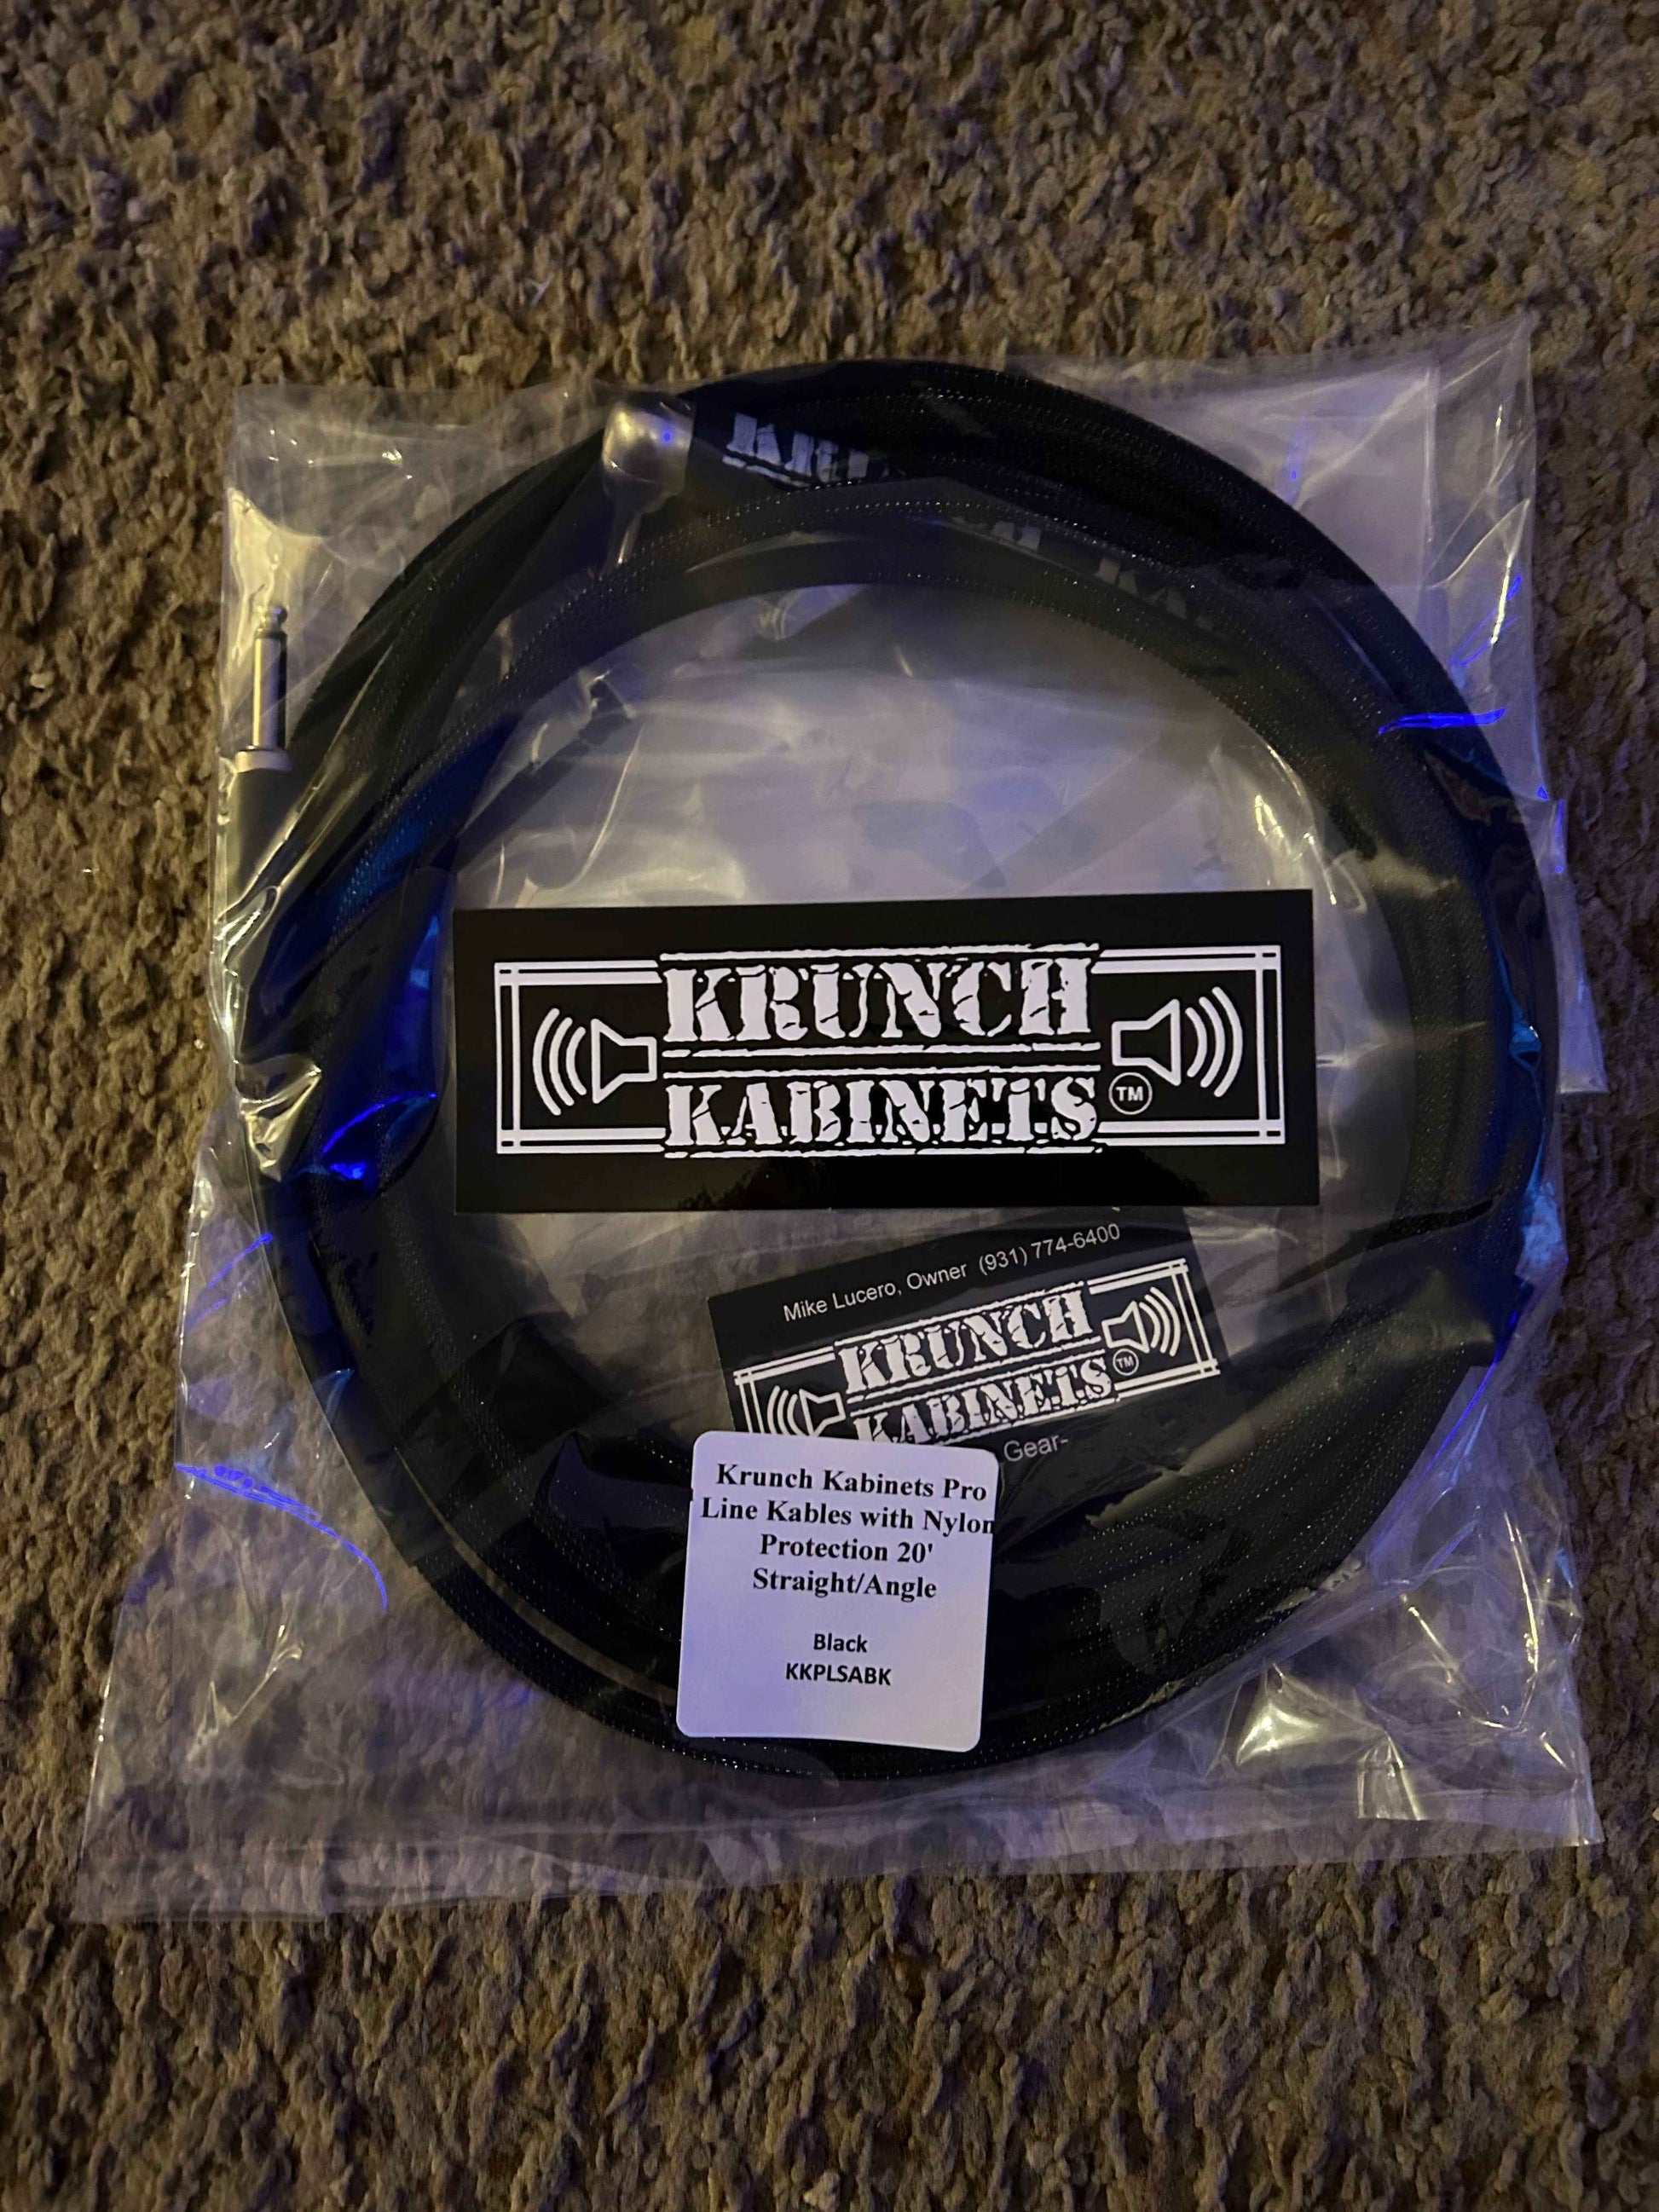 KRUNCH
KABINETS
TM
Mike Lucero, Owner (931) 774-6400
KRUNCH
KABINETS
TM
Gear-
Krunch Kabinets Pro
Line Kables with Nylon
Protection 20'
Straight/Angle
Black
KKPLSABK